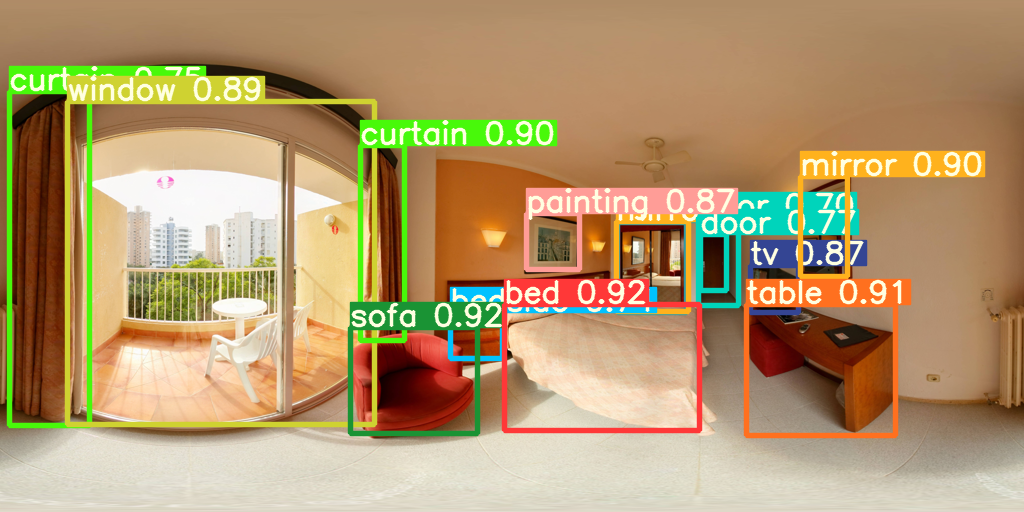 curtain 0.75
window 0.89
curtain 0.90
mirror 0.90
painting 0.87
door 0.77
tv 0.87
bed 0.92
table 0.91
sofa 0.92